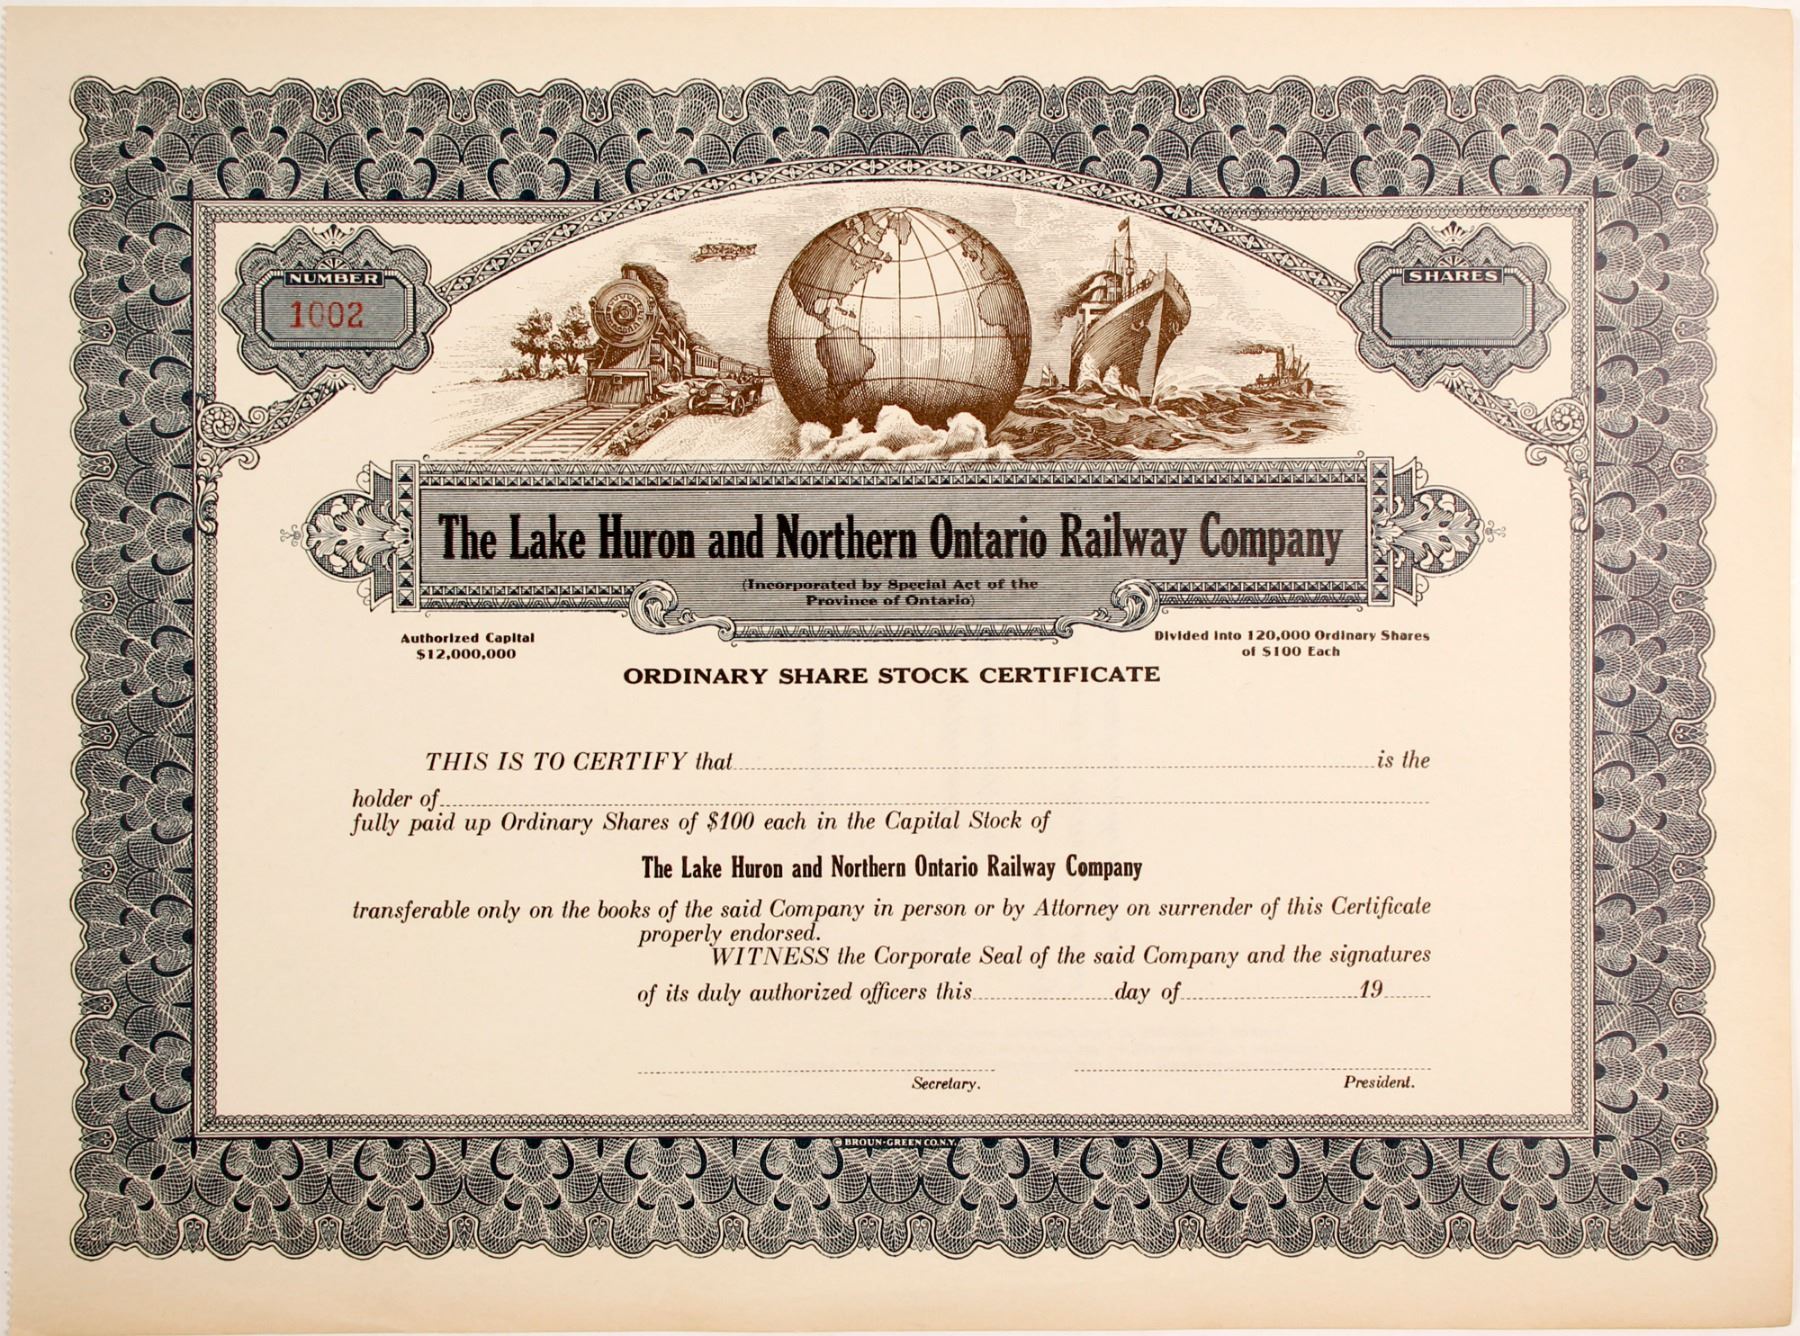 NUMBER
1002
SHARES
The Lake Huron and Northern Ontario Railway Company
(Incorporated by Special Act of the
Province of Ontario)
Authorized Capital
$12,000,000
Divided into 120,000 Ordinary Shares
of $100 Each
ORDINARY SHARE STOCK CERTIFICATE
THIS IS TO CERTIFY that is the
holder of
fully paid up Ordinary Shares of $100 each in the Capital Stock of
The Lake Huron and Northern Ontario Railway Company
transferable only on the books of the said Company in person or by Attorney on surrender of this Certificate
properly endorsed.
WITNESS the Corporate Seal of the said Company and the signatures
of its duly authorized officers this day of 19
Secretary. President.
© BROUN-GREEN CO.N.Y.